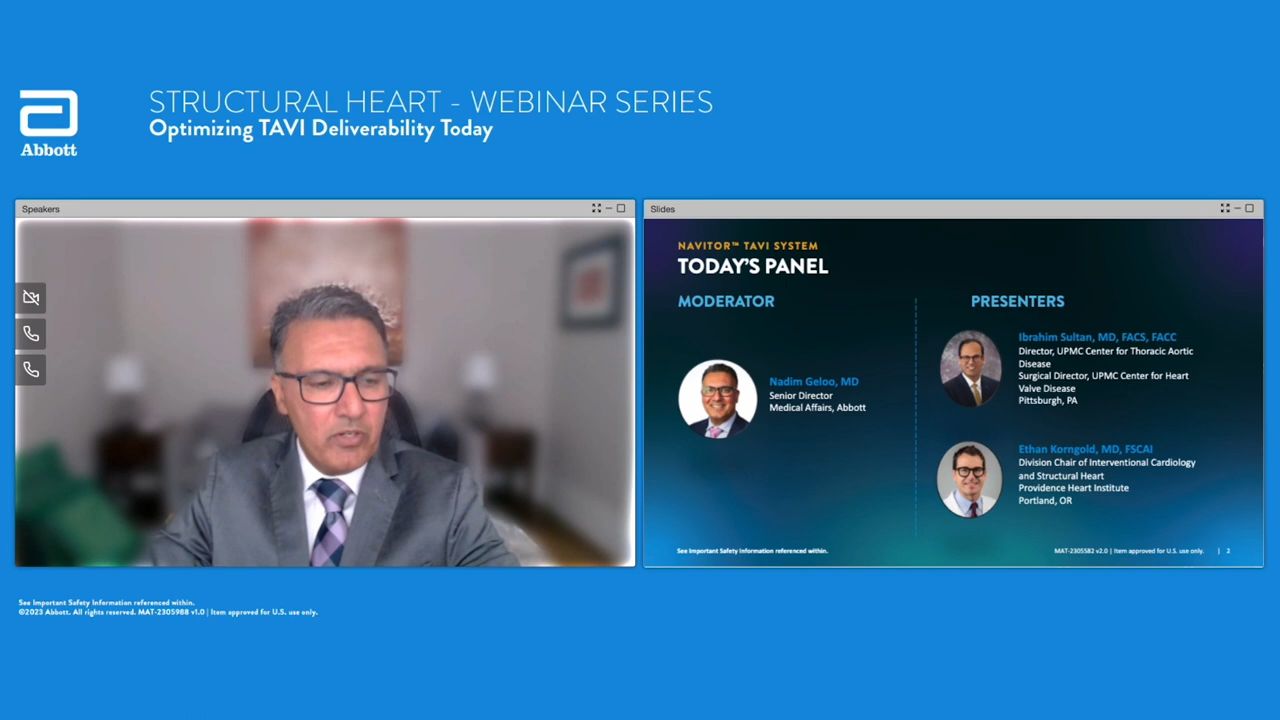 STRUCTURAL HEART - WEBINAR SERIES
Optimizing TAVI Deliverability Today
Abbott
Speakers
Slides
NAVITOR™ TAVI SYSTEM
TODAY'S PANEL
MODERATOR
Nadim Geloo, MD
Senior Director
Medical Affairs, Abbott
PRESENTERS
Ibrahim Sultan, MD, FACS, FACC
Director, UPMC Center for Thoracic Aortic
Disease
Surgical Director, UPMC Center for Heart
Valve Disease
Pittsburgh, PA
Ethan Korngold, MD, FSCAI
Division Chair of Interventional Cardiology
and Structural Heart
Providence Heart Institute
Portland, OR
See Important Safety Information referenced within.
MAT-2305582 v2.0 | Item approved for U.S. use only. | 2
See Important Safety Information referenced within.
©2023 Abbott. All rights reserved. MAT-2305988 v1.0 | Item approved for U.S. use only.